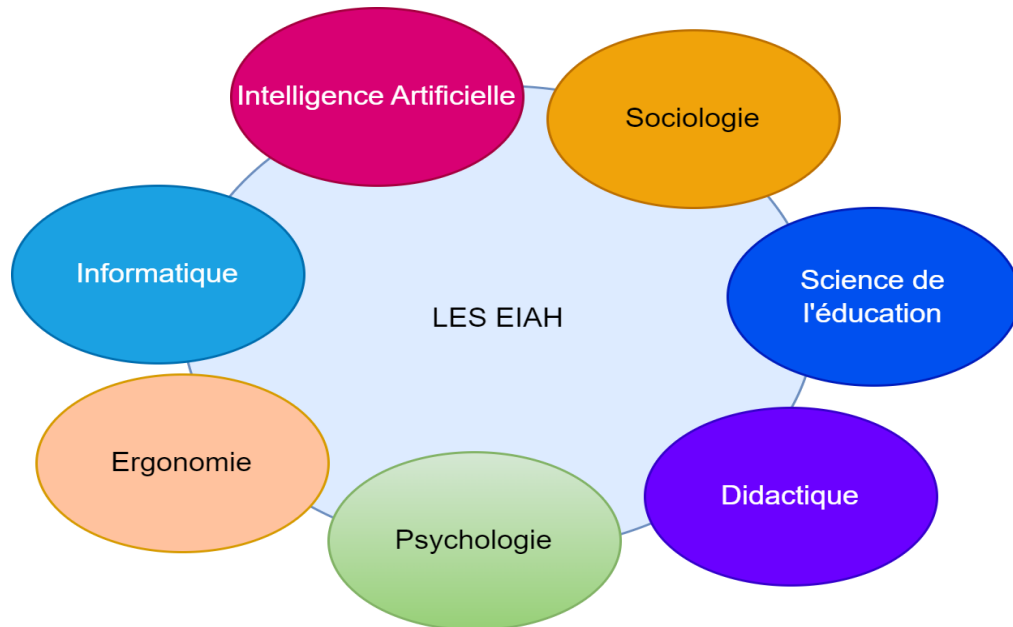 Intelligence Artificielle
Sociologie
Informatique
Science de
l'éducation
LES EIAH
Ergonomie
Didactique
Psychologie